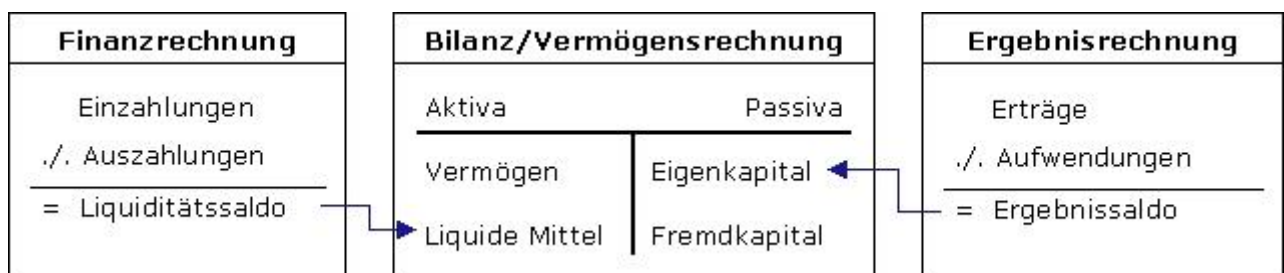 Finanzrechnung
Einzahlungen
./. Auszahlungen
= Liquiditätssaldo
Bilanz/Vermögensrechnung
Aktiva Passiva
Vermögen Eigenkapital
Liquide Mittel Fremdkapital
Ergebnisrechnung
Erträge
./. Aufwendungen
= Ergebnissaldo